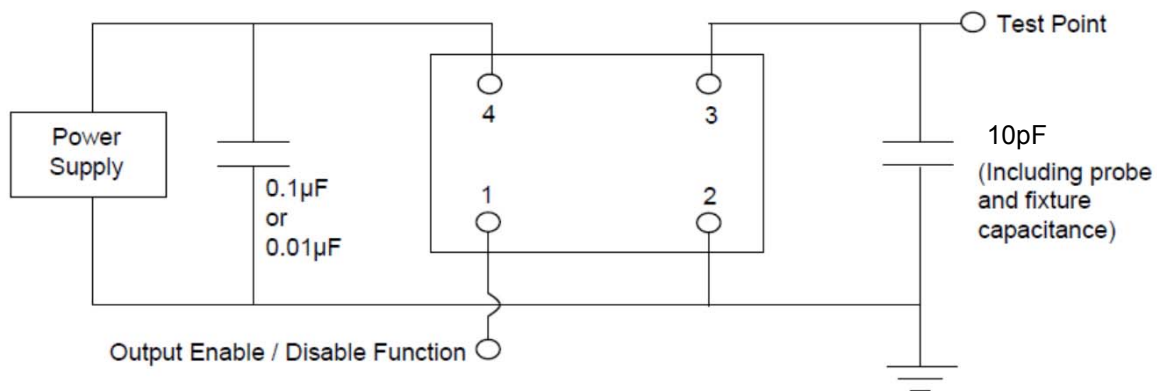 Test Point
4
3
Power
Supply
10pF
(Including probe
and fixture
capacitance)
0.1µF
or
0.01µF
1
2
Output Enable / Disable Function